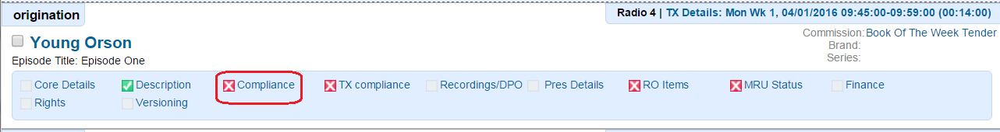 origination
Radio 4 | TX Details: Mon Wk 1, 04/01/2016 09:45:00-09:59:00 (00:14:00)
Young Orson
Commission: Book Of The Week Tender
Brand:
Episode Title: Episode One
Series:
Core Details Description Compliance TX compliance Recordings/DPO Pres Details RO Items MRU Status Finance
Rights Versioning